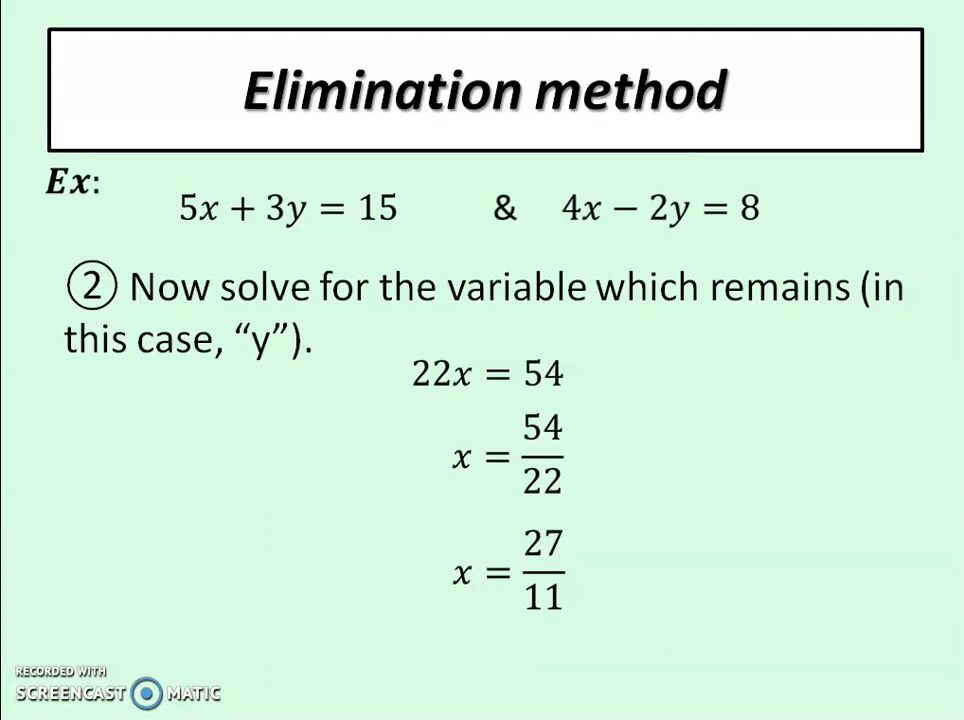 Elimination method
Ex:
5x + 3y = 15 & 4x − 2y = 8
② Now solve for the variable which remains (in
this case, “y”).
22x = 54
x = 54/22
x = 27/11
RECORDED WITH
SCREENCAST MATIC